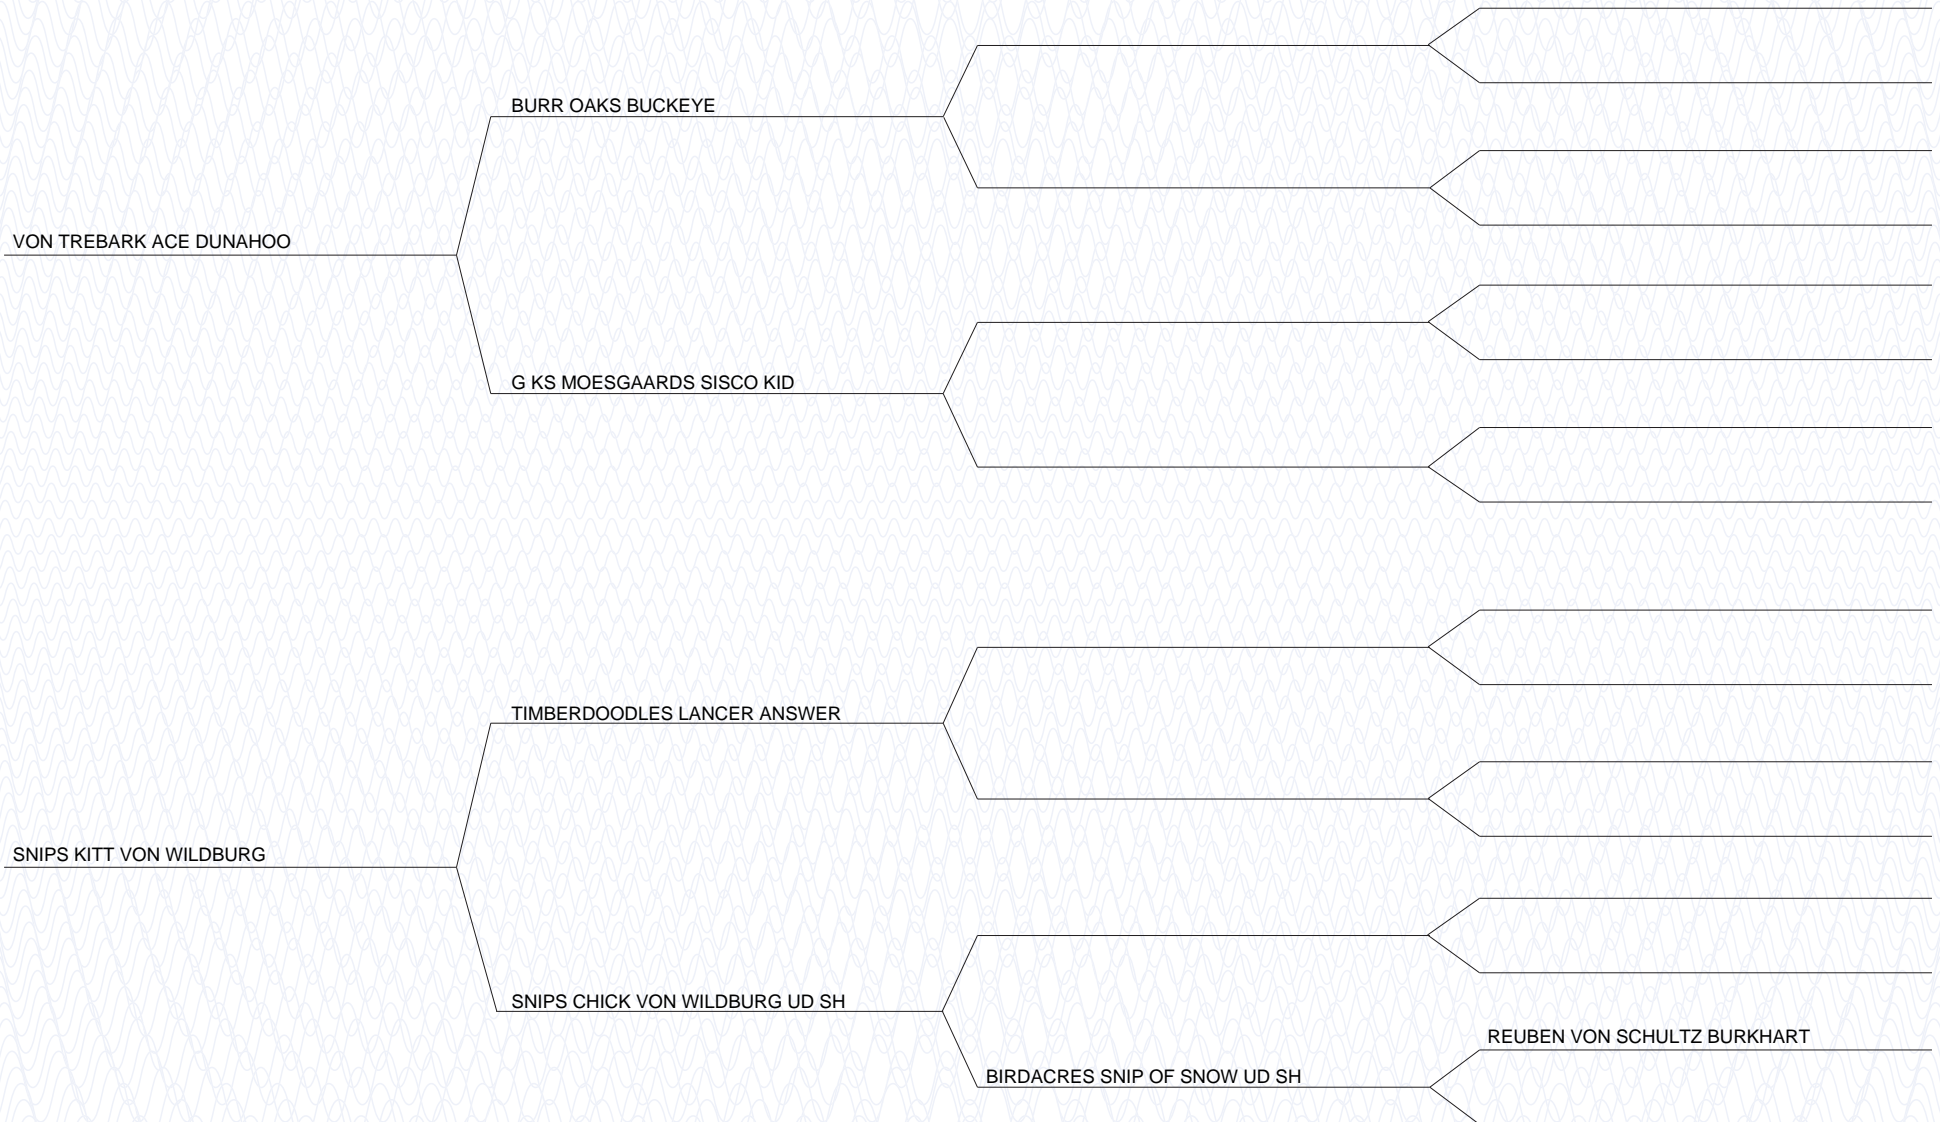 BURR OAKS BUCKEYE
VON TREBARK ACE DUNAHOO
G KS MOESGAARDS SISCO KID
TIMBERDOODLES LANCER ANSWER
SNIPS KITT VON WILDBURG
SNIPS CHICK VON WILDBURG UD SH
REUBEN VON SCHULTZ BURKHART
BIRDACRES SNIP OF SNOW UD SH